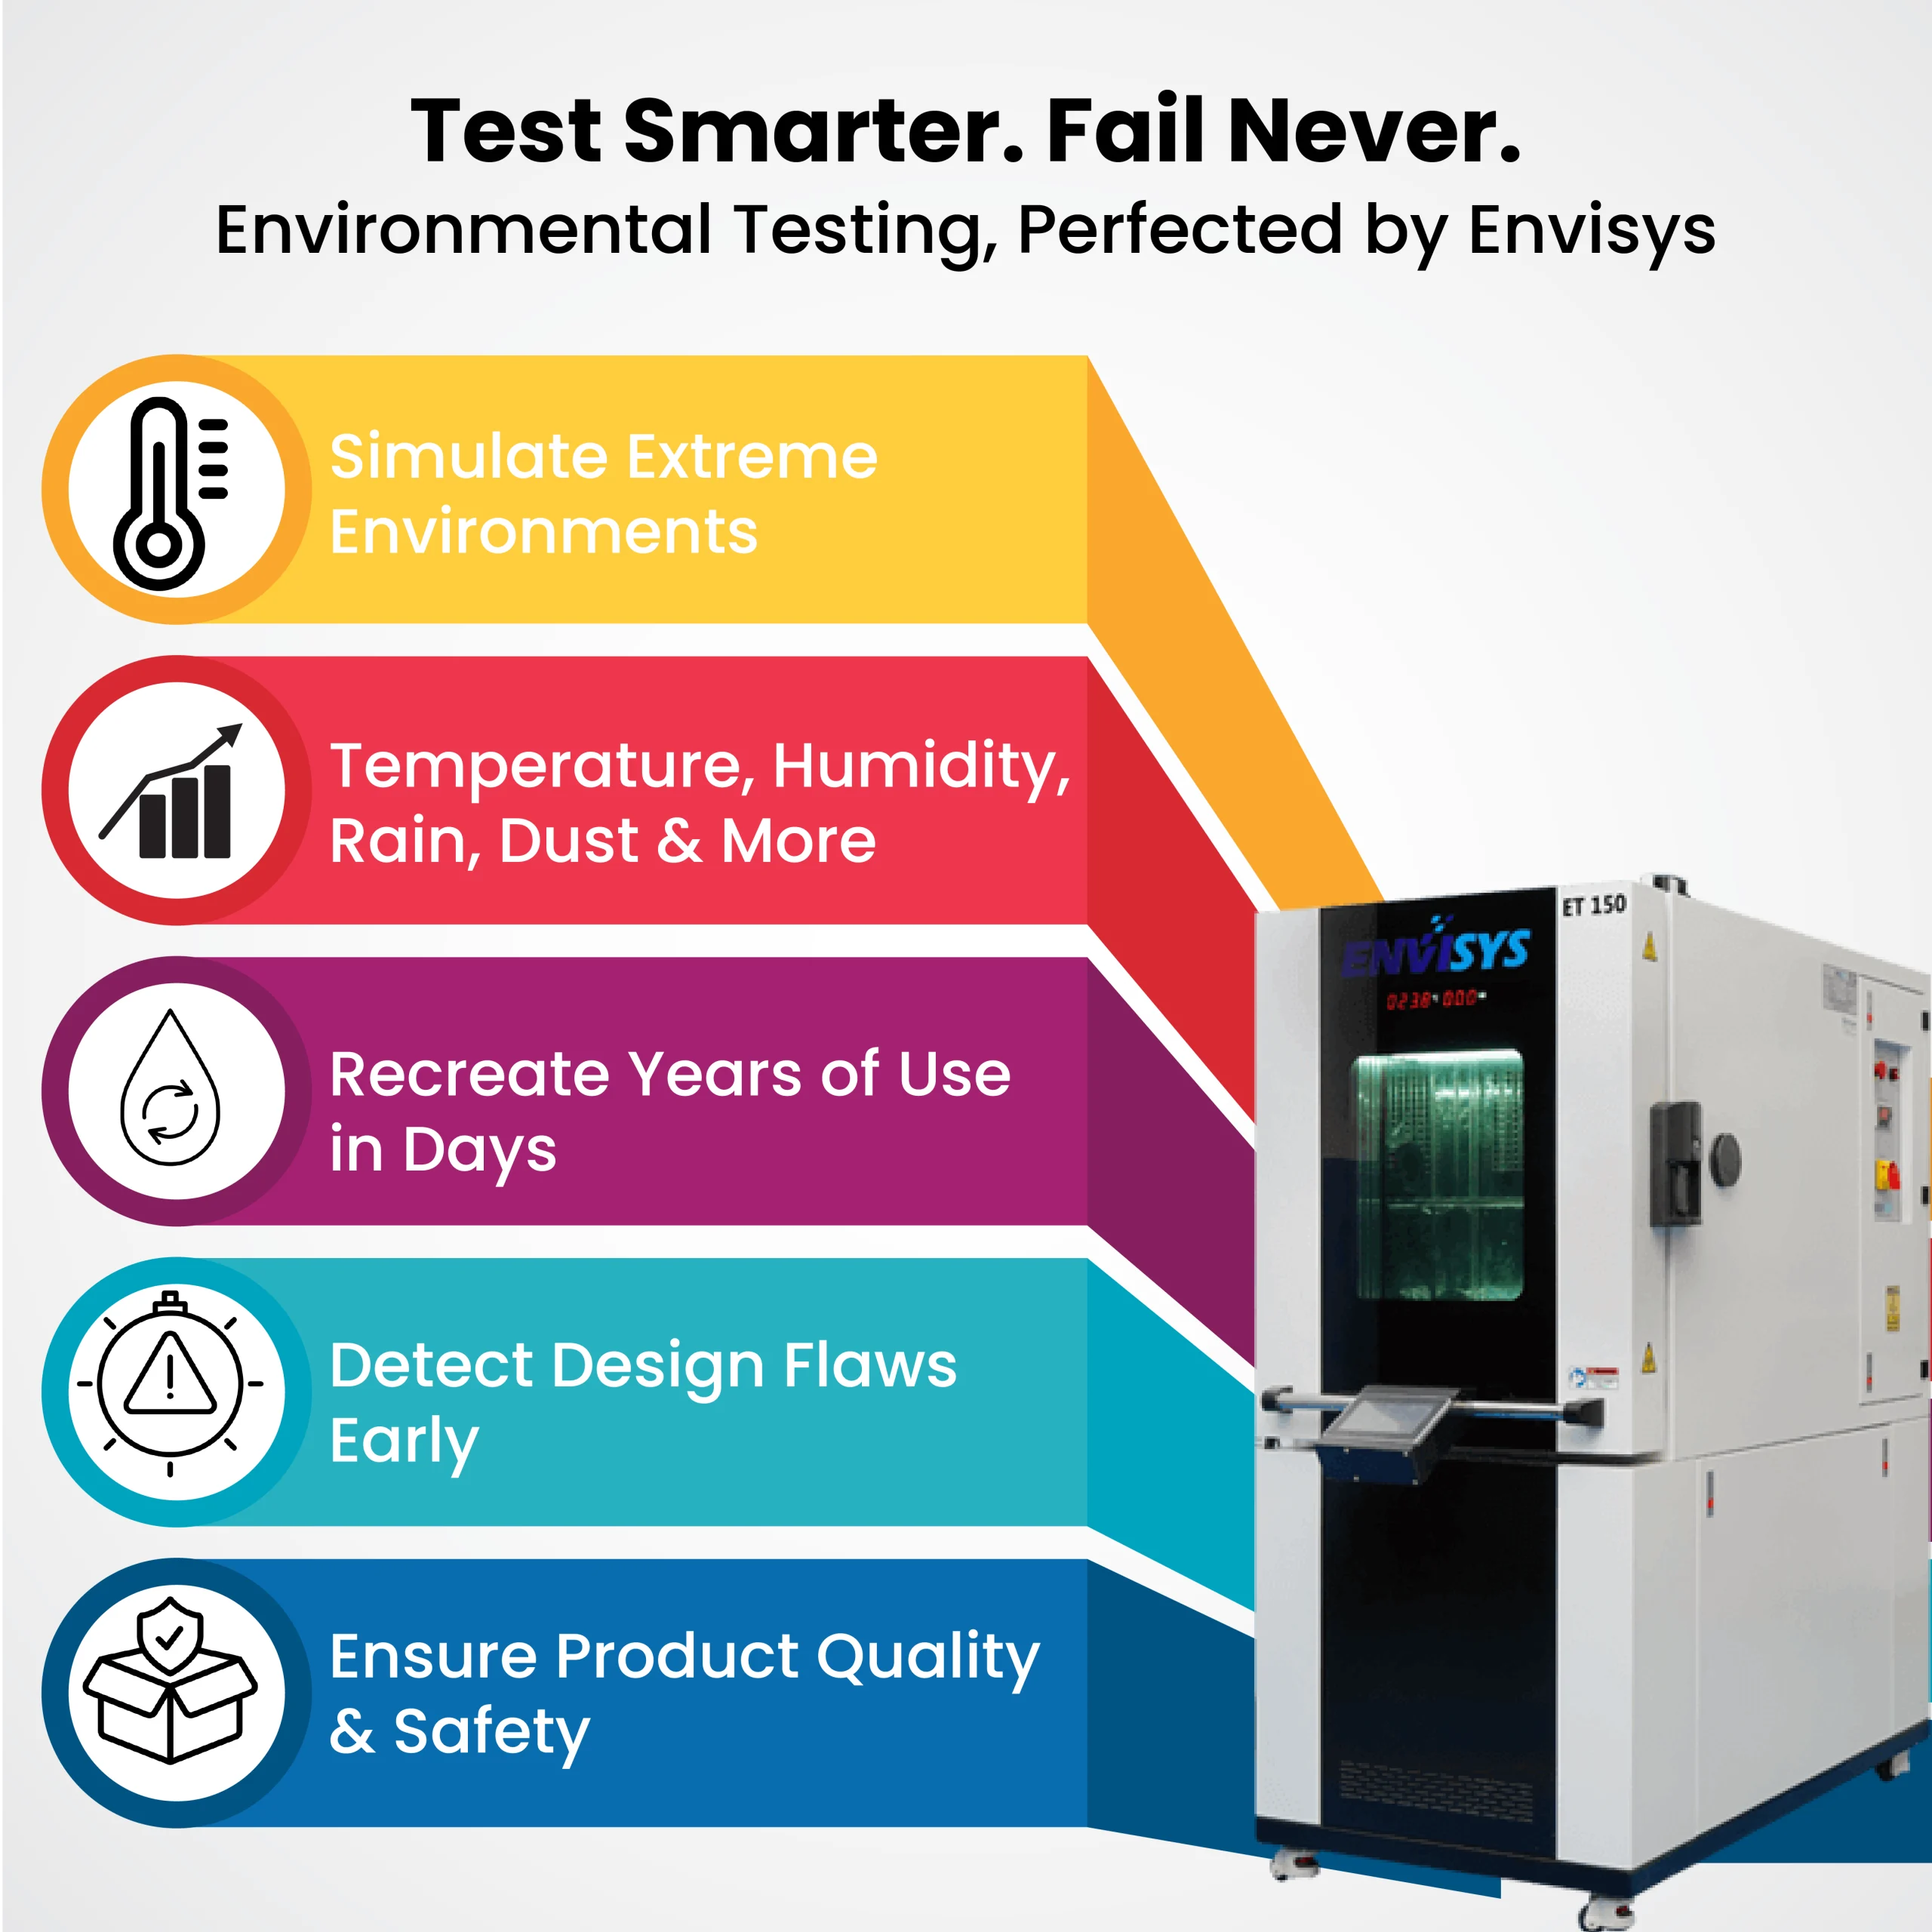 Test Smarter. Fail Never.
Environmental Testing, Perfected by Envisys
Simulate Extreme
Environments
Temperature, Humidity,
Rain, Dust & More
Recreate Years of Use
in Days
Detect Design Flaws
Early
Ensure Product Quality
& Safety
ET 150
ENVISYS